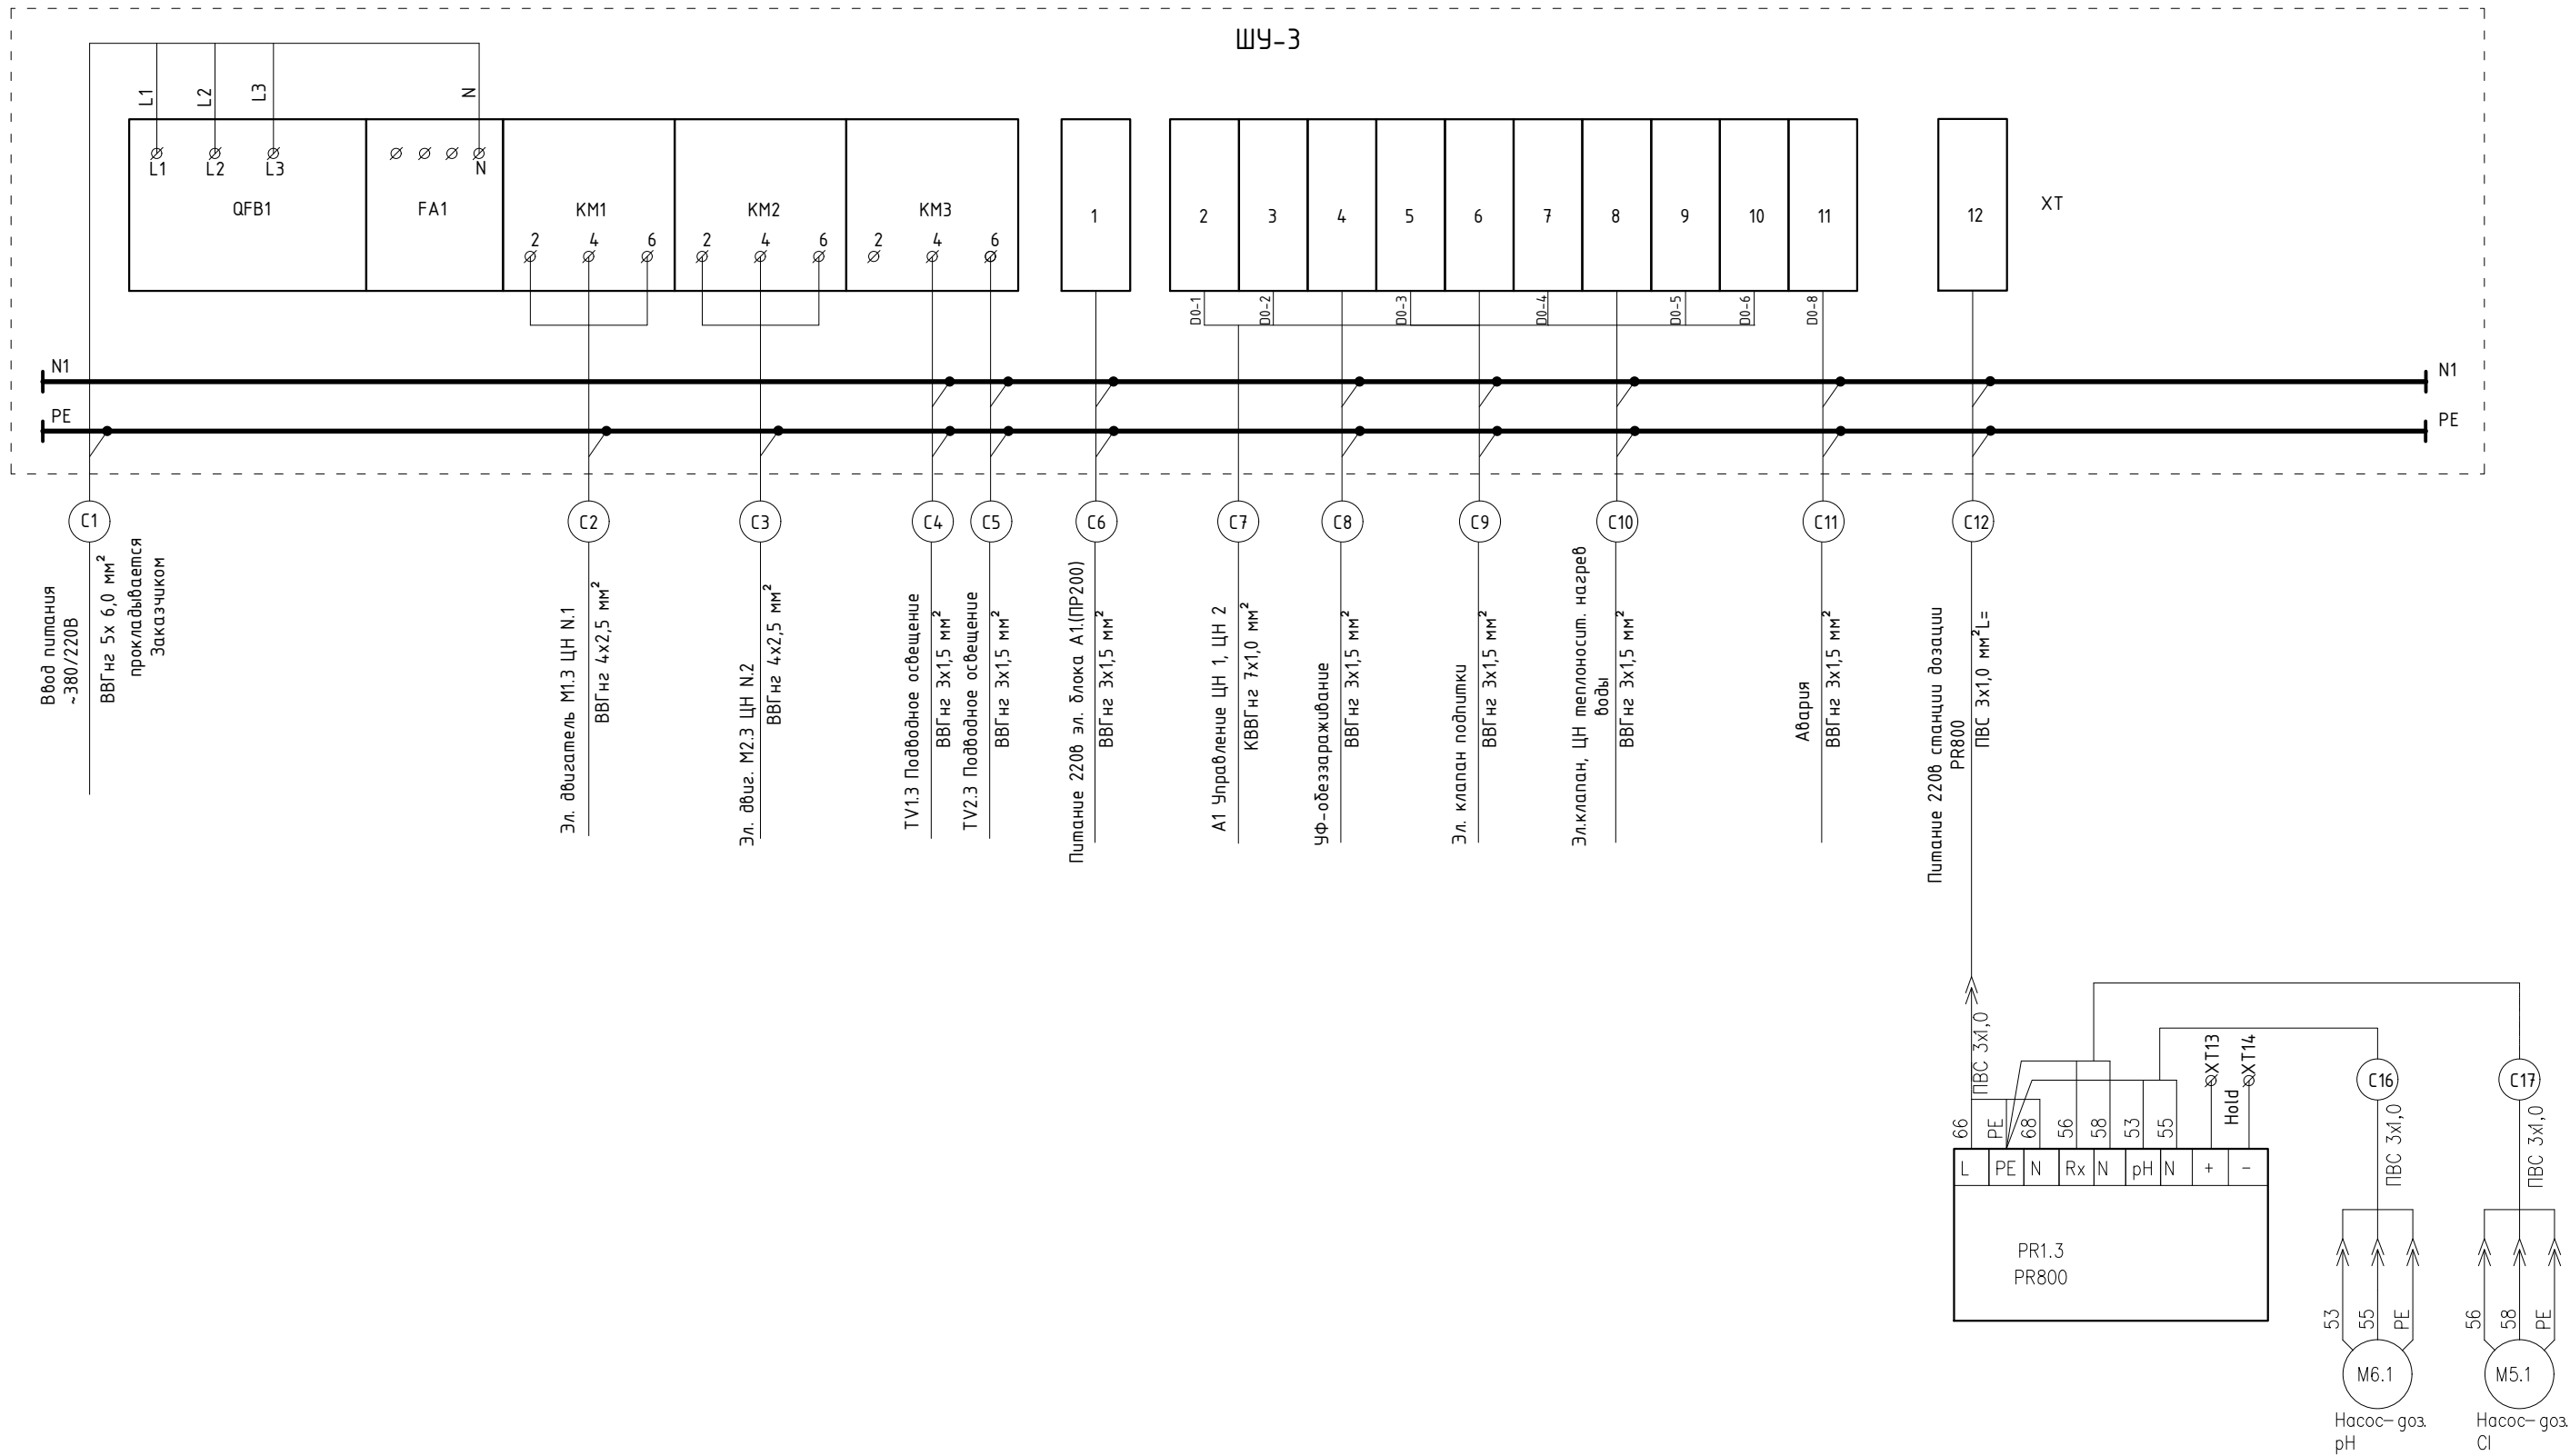 ШУ-3
L1
L2
L3
N
L1
L2
L3
N
QFB1
FA1
KM1
KM2
KM3
2
4
6
2
4
6
2
4
6
1
2
3
4
5
6
7
8
9
10
11
12
XT
DO-1
DO-2
DO-3
DO-4
DO-5
DO-6
DO-8
N1
N1
PE
PE
C1
C2
C3
C4
C5
C6
C7
C8
C9
C10
C11
C12
Ввод питания
~380/220В
ВВГнг 5х 6,0 мм²
прокладывается
Заказчиком
Эл. двигатель М1.3 ЦН N.1
ВВГнг 4х2,5 мм²
Эл. двиг. М2.3 ЦН N.2
ВВГнг 4х2,5 мм²
TV1.3 Подводное освещение
ВВГнг 3х1,5 мм²
TV2.3 Подводное освещение
ВВГнг 3х1,5 мм²
Питание 220в эл. блока А1.(ПР200)
ВВГнг 3х1,5 мм²
А1 Управление ЦН 1, ЦН 2
КВВГнг 7х1,0 мм²
УФ-обеззараживание
ВВГнг 3х1,5 мм²
Эл. клапан подпитки
ВВГнг 3х1,5 мм²
Эл.клапан, ЦН теплоносит. нагрев
воды
ВВГнг 3х1,5 мм²
Авария
ВВГнг 3х1,5 мм²
Питание 220в станции дозации
PR800
ПВС 3х1,0 мм²L=
ПВС 3х1,0
XT13
XT14
Hold
C16
C17
66
PE
68
56
58
53
55
L
PE
N
Rx
N
pH
N
+
-
PR1.3
PR800
ПВС 3х1,0
ПВС 3х1,0
53
55
PE
56
58
PE
M6.1
M5.1
Насос-доз.
pH
Насос-доз.
Cl